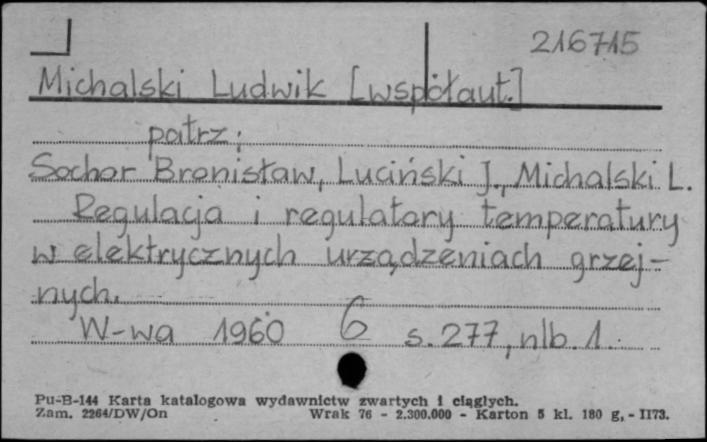 216715
Michalski Ludwik [współaut.]
patrz:
Sochor Bronisław, Luciński J., Michalski L.
Regulacja i regulatory temperatury
w elektrycznych urządzeniach grzej-
nych.
W-wa 1960 6 s. 277, nlb. 1.
Pu-B-144 Karta katalogowa wydawnictw zwartych i ciągłych.
Zam. 2264/DW/On Wrak 76 - 2.300.000 - Karton 5 kl. 180 g, - II73.